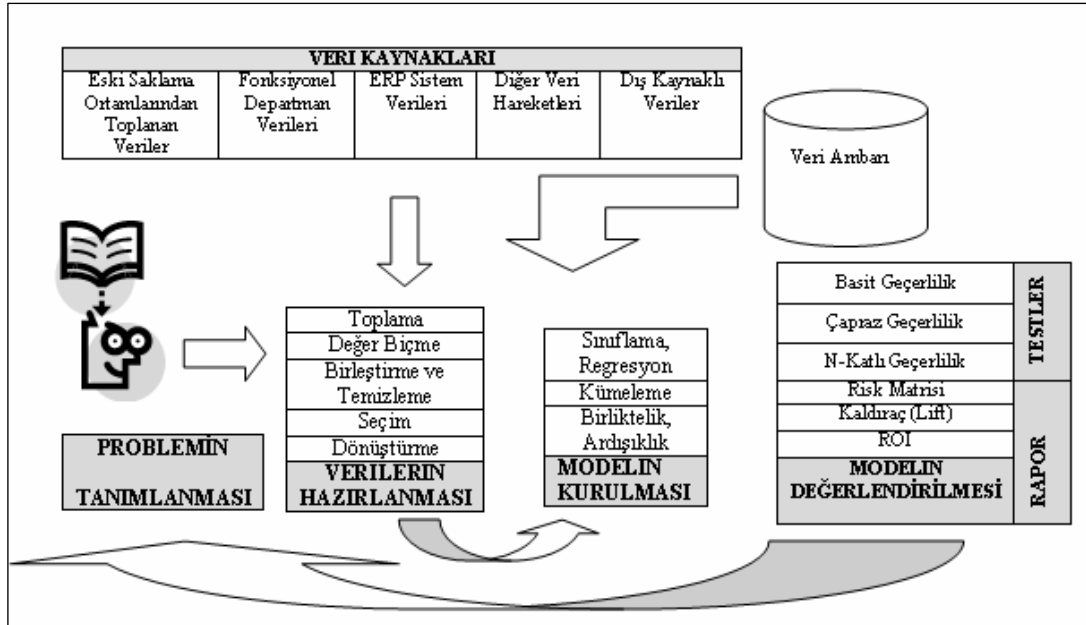 VERİ KAYNAKLARI
Eski Saklama
Ortamlarından
Toplanan
Veriler
Fonksiyonel
Departman
Verileri
ERP Sistem
Verileri
Diğer Veri
Hareketleri
Dış Kaynaklı
Veriler
Veri Ambarı
PROBLEMİN
TANIMLANMASI
Toplama
Değer Biçme
Birleştirme ve
Temizleme
Seçim
Dönüştürme
VERİLERİN
HAZIRLANMASI
Sınıflama,
Regresyon
Kümeleme
Birliktelik,
Ardışıklık
MODELİN
KURULMASI
Basit Geçerlilik
Çapraz Geçerlilik
N-Katlı Geçerlilik
Risk Matrisi
Kaldıraç (Lift)
ROI
MODELİN
DEĞERLENDİRİLMESİ
TESTLER
RAPOR